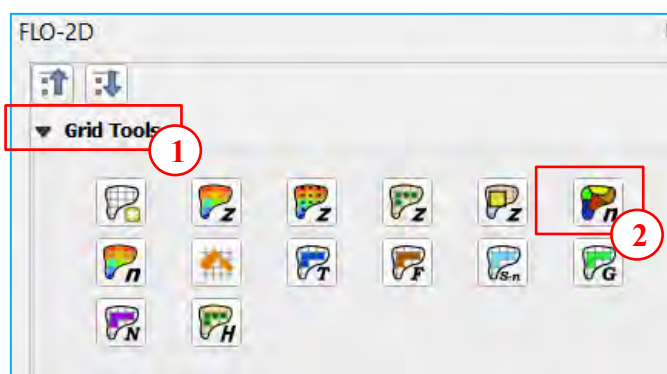 FLO-2D
Grid Tools
1
z z z z n
2
n T F S-n G
N H